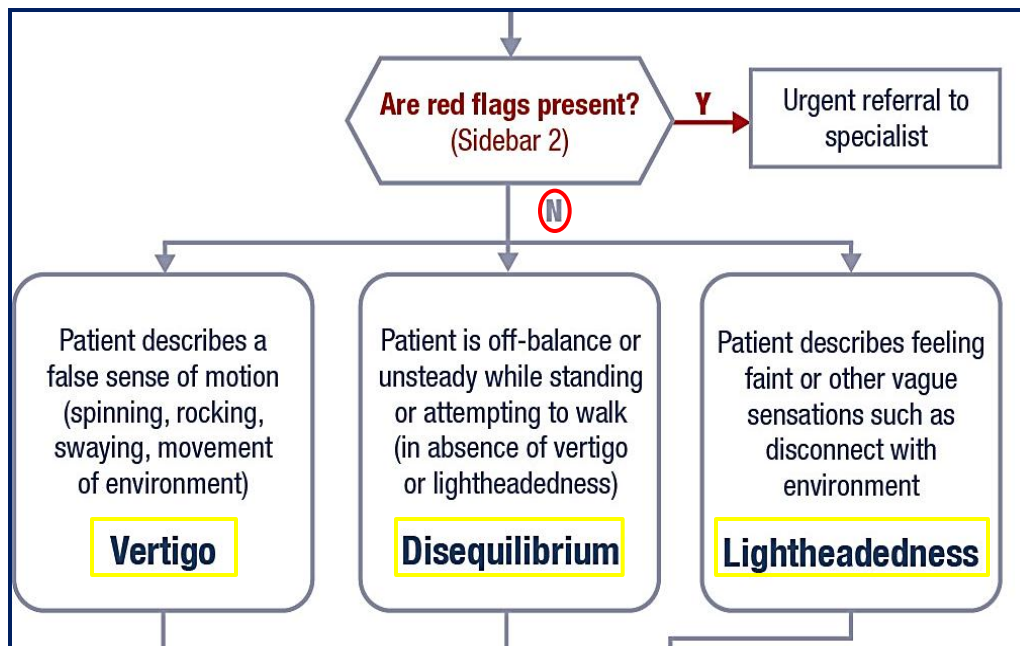 Are red flags present?
(Sidebar 2)
Y
Urgent referral to
specialist
N
Patient describes a
false sense of motion
(spinning, rocking,
swaying, movement
of environment)
Vertigo
Patient is off-balance or
unsteady while standing
or attempting to walk
(in absence of vertigo
or lightheadedness)
Disequilibrium
Patient describes feeling
faint or other vague
sensations such as
disconnect with
environment
Lightheadedness